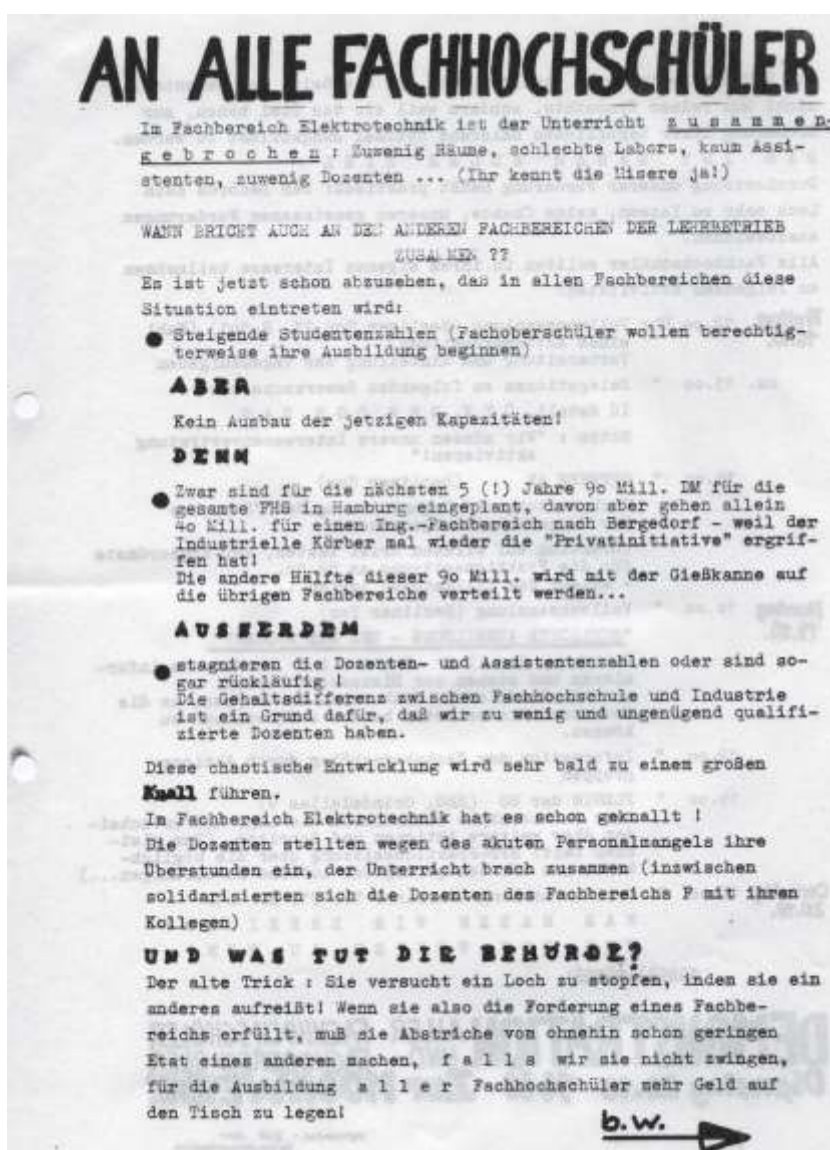 AN ALLE FACHHOCHSCHÜLER
Im Fachbereich Elektrotechnik ist der Unterricht z u s a m m e n-
g e b r o c h e n : Zuwenig Räume, schlechte Labors, kaum Assi-
stenten, zuwenig Dozenten ... (Ihr kennt die Misere ja!)
WANN BRICHT AUCH AN DEN ANDEREN FACHBEREICHEN DER LEHRBETRIEB
ZUSAMMEN ??
Es ist jetzt schon abzusehen, daß in allen Fachbereichen diese
Situation eintreten wird:
● Steigende Studentenzahlen (Fachoberschüler wollen berechtig-
terweise ihre Ausbildung beginnen)
ABER
Kein Ausbau der jetzigen Kapazitäten!
DENN
● Zwar sind für die nächsten 5 (!) Jahre 9o Mill. DM für die
gesamte FHS in Hamburg eingeplant, davon aber gehen allein
4o Mill. für einen Ing.-Fachbereich nach Bergedorf - weil der
Industrielle Körber mal wieder die "Privatinitiative" ergrif-
fen hat!
Die andere Hälfte dieser 9o Mill. wird mit der Gießkanne auf
die übrigen Fachbereiche verteilt werden...
AUSSERDEM
● stagnieren die Dozenten- und Assistentenzahlen oder sind so-
gar rückläufig !
Die Gehaltsdifferenz zwischen Fachhochschule und Industrie
ist ein Grund dafür, daß wir zu wenig und ungenügend qualifi-
zierte Dozenten haben.
Diese chaotische Entwicklung wird sehr bald zu einem großen
Knall führen.
Im Fachbereich Elektrotechnik hat es schon geknallt !
Die Dozenten stellten wegen des akuten Personalmangels ihre
Überstunden ein, der Unterricht brach zusammen (inzwischen
solidarisierten sich die Dozenten des Fachbereichs F mit ihren
Kollegen)
UND WAS TUT DIE BEHÖRDE?
Der alte Trick : Sie versucht ein Loch zu stopfen, indem sie ein
anderes aufreißt! Wenn sie also die Forderung eines Fachbe-
reichs erfüllt, muß sie Abstriche vom ohnehin schon geringen
Etat eines anderen machen, f a l l s wir sie nicht zwingen,
für die Ausbildung a l l e r Fachhochschüler mehr Geld auf
den Tisch zu legen!
b.w.